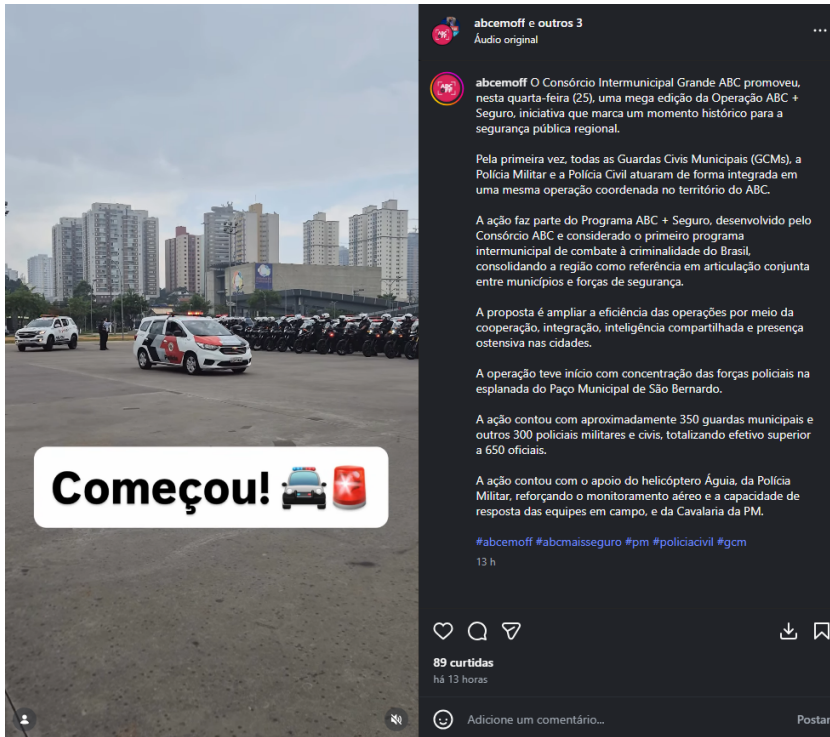 abcemoff e outros 3
Áudio original
abcemoff O Consórcio Intermunicipal Grande ABC promoveu,
nesta quarta-feira (25), uma mega edição da Operação ABC +
Seguro, iniciativa que marca um momento histórico para a
segurança pública regional.
Pela primeira vez, todas as Guardas Civis Municipais (GCMs), a
Polícia Militar e a Polícia Civil atuaram de forma integrada em
uma mesma operação coordenada no território do ABC.
A ação faz parte do Programa ABC + Seguro, desenvolvido pelo
Consórcio ABC e considerado o primeiro programa
intermunicipal de combate à criminalidade do Brasil,
consolidando a região como referência em articulação conjunta
entre municípios e forças de segurança.
A proposta é ampliar a eficiência das operações por meio da
cooperação, integração, inteligência compartilhada e presença
ostensiva nas cidades.
A operação teve início com concentração das forças policiais na
esplanada do Paço Municipal de São Bernardo.
A ação contou com aproximadamente 350 guardas municipais e
outros 300 policiais militares e civis, totalizando efetivo superior
a 650 oficiais.
A ação contou com o apoio do helicóptero Águia, da Polícia
Militar, reforçando o monitoramento aéreo e a capacidade de
resposta das equipes em campo, e da Cavalaria da PM.
#abcemoff #abcmaisseguro #pm #policiacivil #gcm
13 h
Começou!
89 curtidas
há 13 horas
Adicione um comentário...
Postar